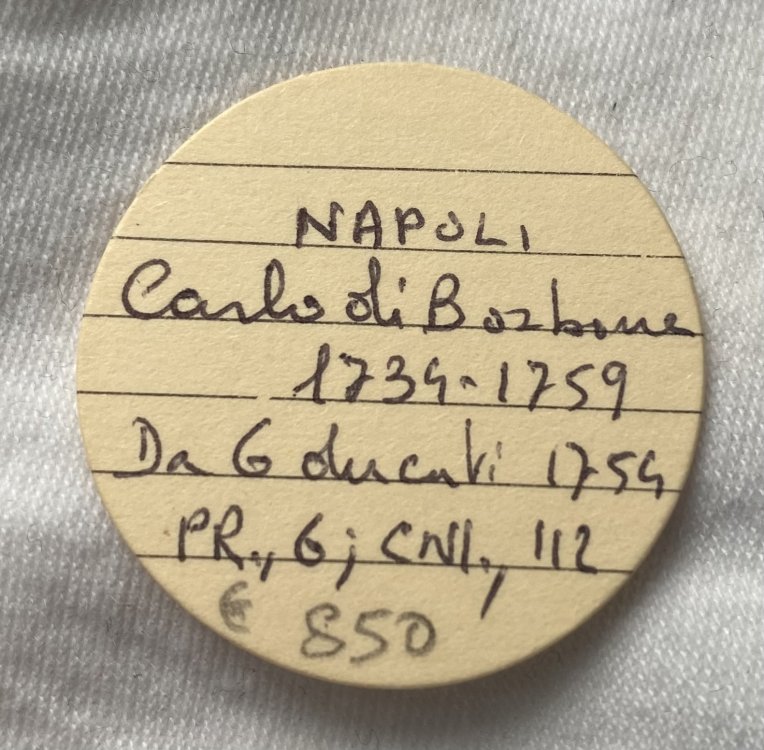 NAPOLI
Carlo di Borbone
1734-1759
Da 6 ducati 1754
PR., 6; CNI., 112
€ 850